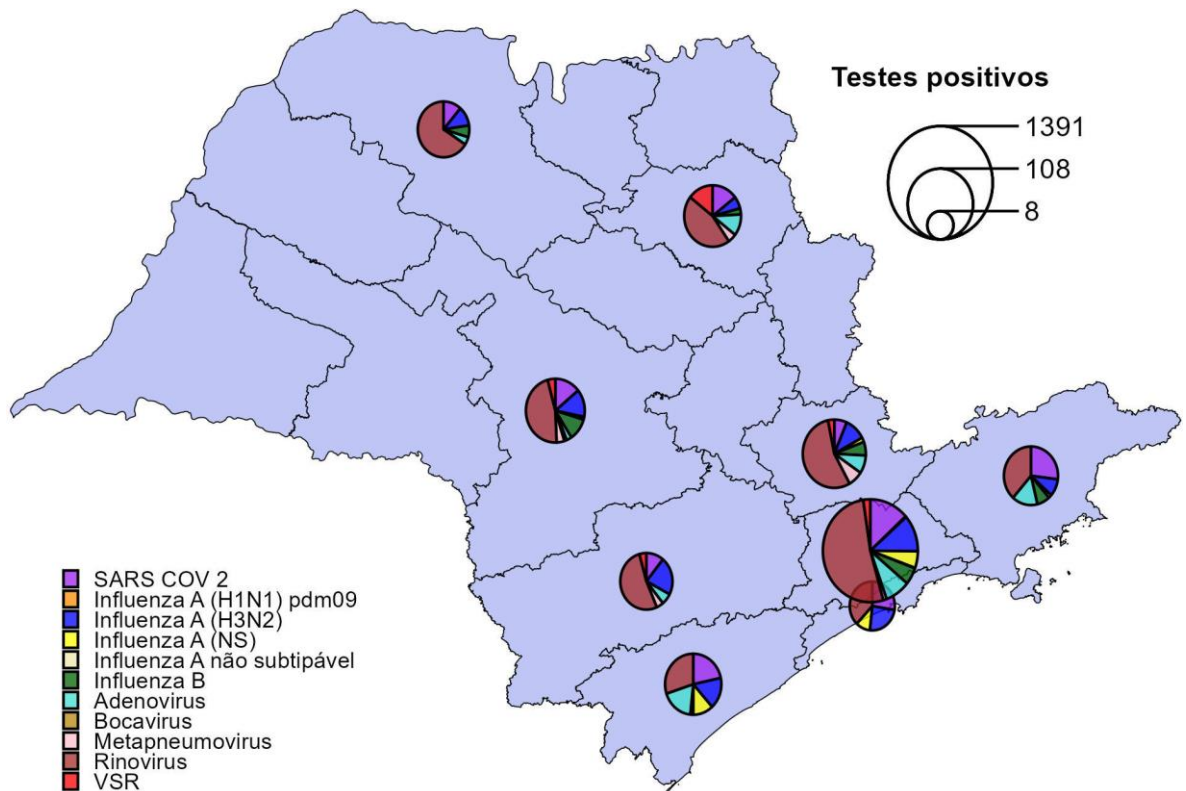 Testes positivos
1391
108
8
SARS COV 2
Influenza A (H1N1) pdm09
Influenza A (H3N2)
Influenza A (NS)
Influenza A não subtipável
Influenza B
Adenovirus
Bocavirus
Metapneumovirus
Rinovirus
VSR